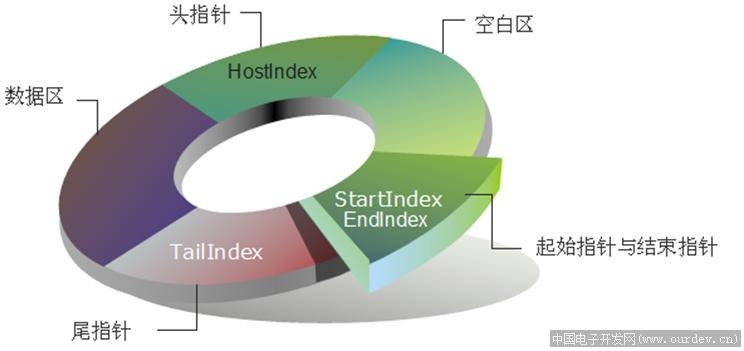 头指针
空白区
HostIndex
数据区
StartIndex
EndIndex
起始指针与结束指针
TailIndex
尾指针
中国电子开发网(www.ourdev.cn)